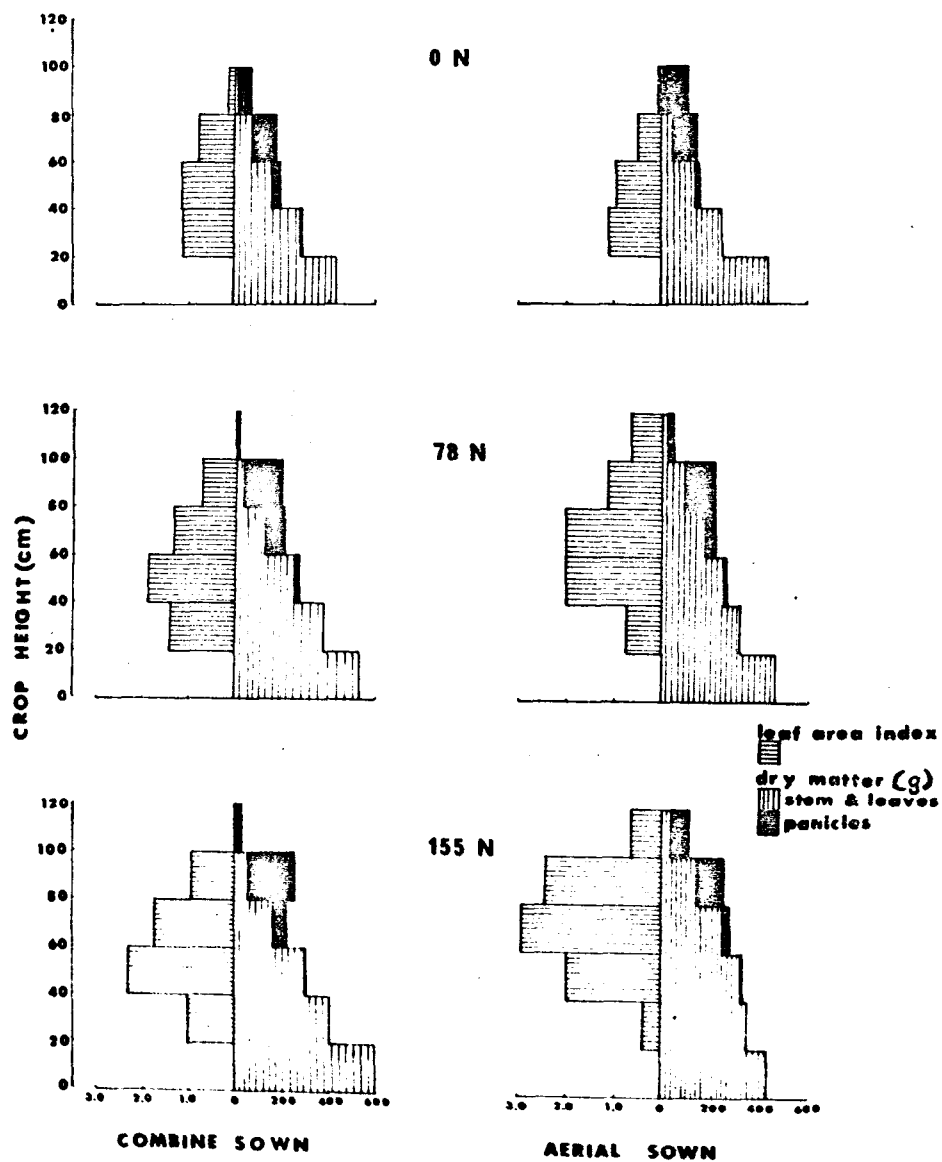 120
100
80
60
40
20
0
0 N
120
100
80
60
40
20
0
78 N
CROP HEIGHT (cm)
leaf area index
dry matter (g)
stem & leaves
panicles
120
100
80
60
40
20
0
155 N
3.0 2.0 1.0 0 200 400 600
3.0 2.0 1.0 0 200 400 600
COMBINE SOWN
AERIAL SOWN